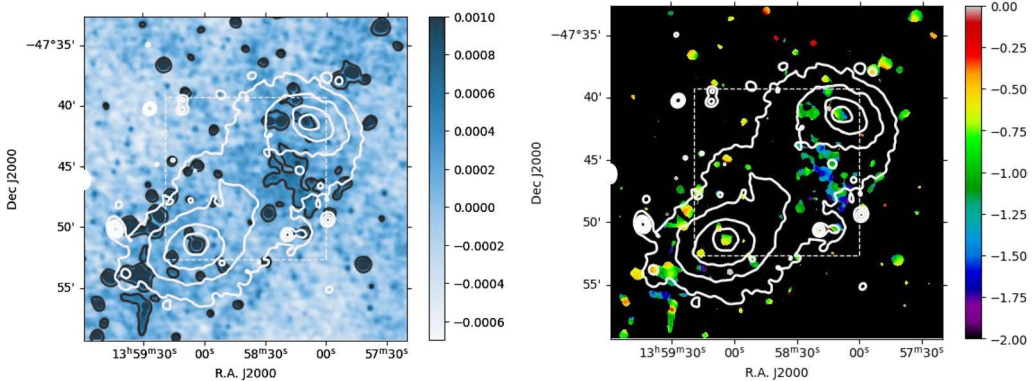 −47°35'
40'
45'
50'
55'
Dec J2000
13ʰ59ᵐ30ˢ
00ˢ
58ᵐ30ˢ
00ˢ
57ᵐ30ˢ
R.A. J2000
0.0010
0.0008
0.0006
0.0004
0.0002
0.0000
−0.0002
−0.0004
−0.0006
−47°35'
40'
45'
50'
55'
Dec J2000
13ʰ59ᵐ30ˢ
00ˢ
58ᵐ30ˢ
00ˢ
57ᵐ30ˢ
R.A. J2000
0.00
−0.25
−0.50
−0.75
−1.00
−1.25
−1.50
−1.75
−2.00